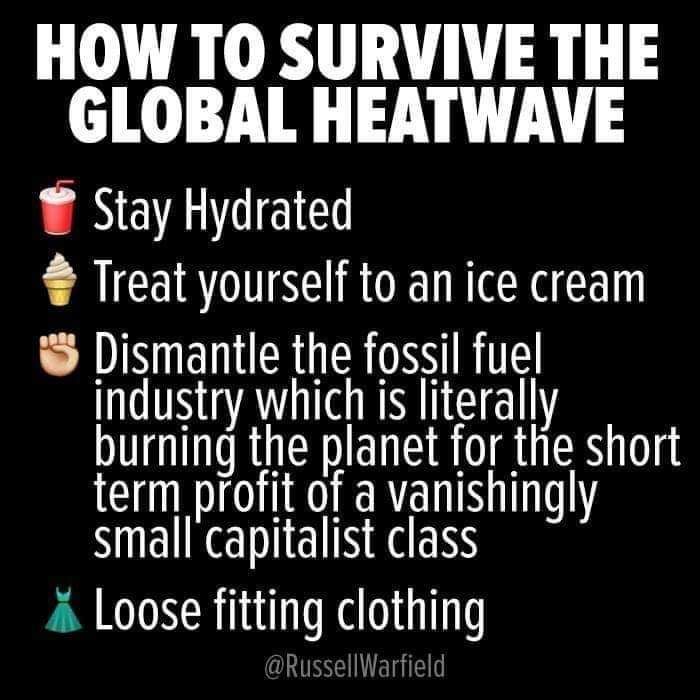 HOW TO SURVIVE THE
GLOBAL HEATWAVE
Stay Hydrated
Treat yourself to an ice cream
Dismantle the fossil fuel
industry which is literally
burning the planet for the short
term profit of a vanishingly
small capitalist class
Loose fitting clothing
@RussellWarfield